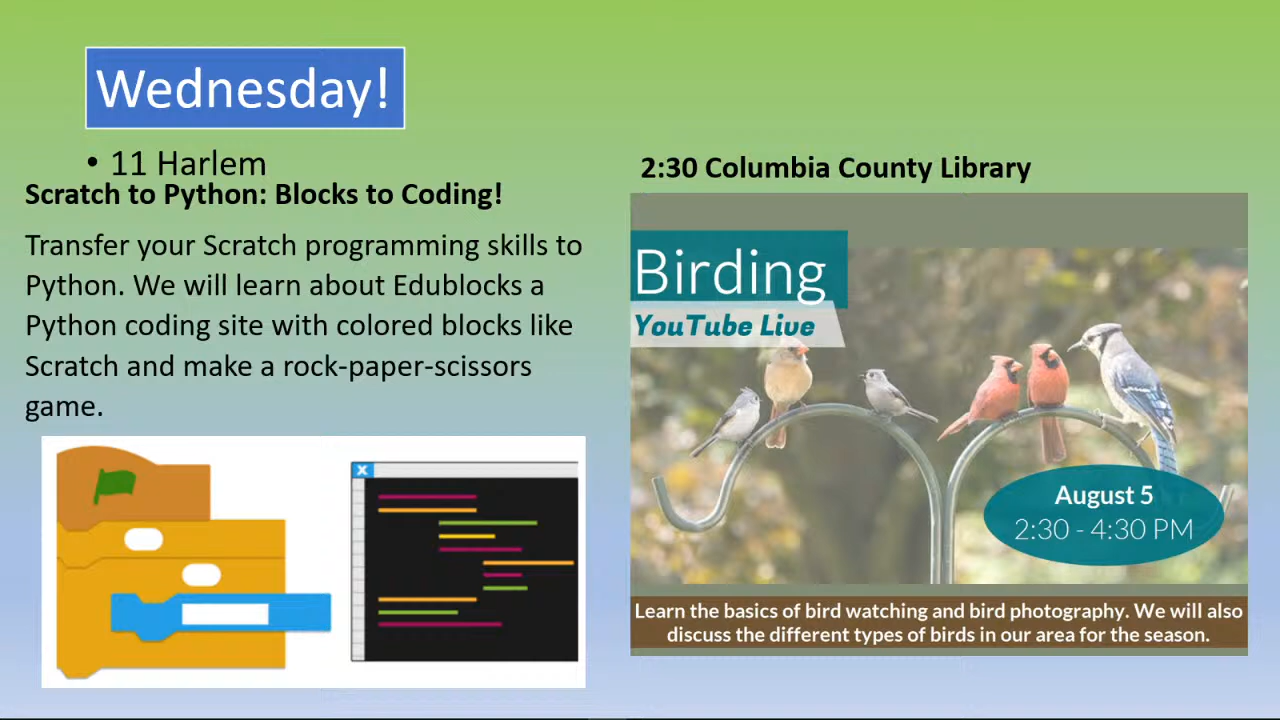 Wednesday!
• 11 Harlem
Scratch to Python: Blocks to Coding!
Transfer your Scratch programming skills to
Python. We will learn about Edublocks a
Python coding site with colored blocks like
Scratch and make a rock-paper-scissors
game.
X
2:30 Columbia County Library
Birding
YouTube Live
August 5
2:30 - 4:30 PM
Learn the basics of bird watching and bird photography. We will also
discuss the different types of birds in our area for the season.